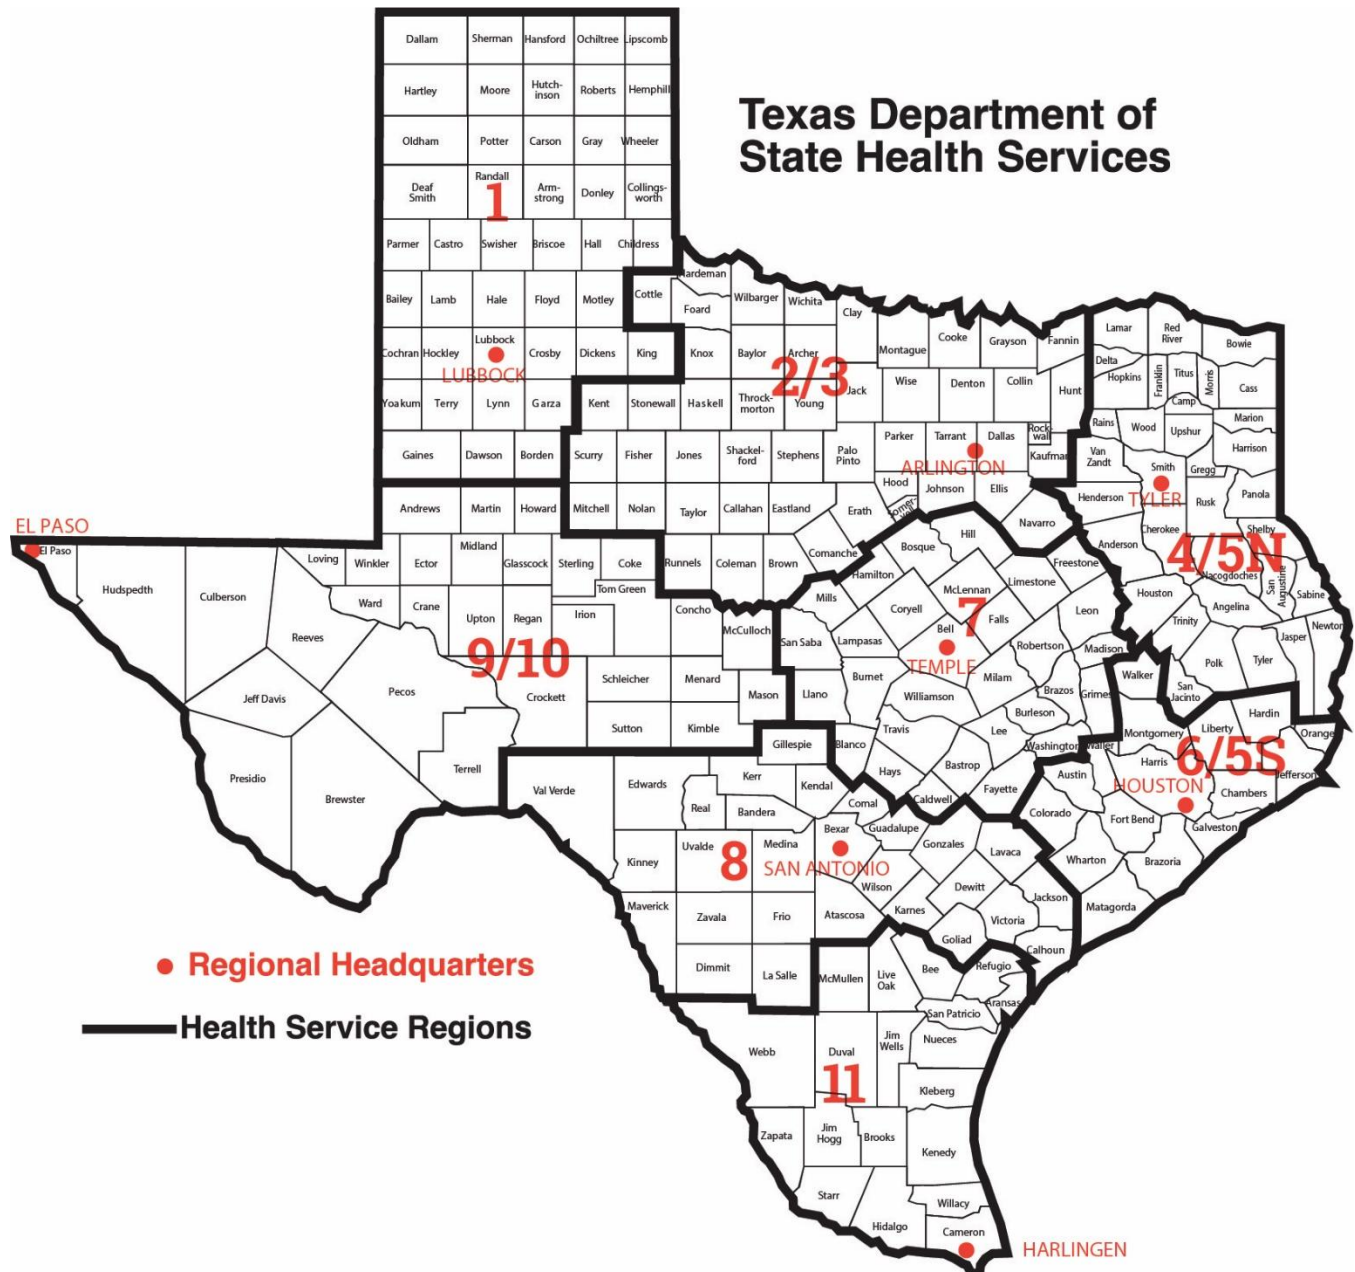 Texas Department of
State Health Services
Dallam
Sherman
Hansford
Ochiltree
Lipscomb
Hartley
Moore
Hutch-
inson
Roberts
Hemphill
Oldham
Potter
Carson
Gray
Wheeler
Deaf
Smith
Randall
1
Arm-
strong
Donley
Collings-
worth
Parmer
Castro
Swisher
Briscoe
Hall
Childress
Bailey
Lamb
Hale
Floyd
Motley
Cottle
Hardeman
Foard
Wilbarger
Wichita
Clay
Cochran
Hockley
Lubbock
LUBBOCK
Crosby
Dickens
King
Knox
Baylor
Archer
2/3
Montague
Cooke
Grayson
Fannin
Lamar
Red
River
Bowie
Yoakum
Terry
Lynn
Garza
Kent
Stonewall
Haskell
Throck-
morton
Young
Jack
Wise
Denton
Collin
Hunt
Delta
Hopkins
Franklin
Titus
Camp
Morris
Cass
Gaines
Dawson
Borden
Scurry
Fisher
Jones
Shackel-
ford
Stephens
Palo
Pinto
Parker
Tarrant
Dallas
Rock-
wall
Kaufman
ARLINGTON
Rains
Wood
Upshur
Marion
Harrison
Van
Zandt
Smith
TYLER
Gregg
Andrews
Martin
Howard
Mitchell
Nolan
Taylor
Callahan
Eastland
Erath
Hood
Johnson
Ellis
Navarro
Henderson
Rusk
Panola
EL PASO
El Paso
Hudspeth
Culberson
Loving
Winkler
Ector
Midland
Glasscock
Sterling
Coke
Runnels
Coleman
Brown
Comanche
Hamilton
Bosque
Hill
Freestone
Anderson
Cherokee
Shelby
4/5N
Nacogdoches
San
Augustine
Sabine
Reeves
Ward
Crane
Upton
Regan
Irion
Tom Green
Concho
McCulloch
San Saba
Mills
Lampasas
Coryell
McLennan
7
Bell
TEMPLE
Falls
Limestone
Leon
Houston
Angelina
Trinity
Newton
Jasper
Polk
Tyler
Jeff Davis
Pecos
9/10
Crockett
Schleicher
Menard
Mason
Llano
Burnet
Williamson
Milam
Robertson
Madison
Brazos
Grimes
Walker
San
Jacinto
Presidio
Brewster
Terrell
Sutton
Kimble
Gillespie
Blanco
Travis
Hays
Bastrop
Lee
Burleson
Washington
Waller
Montgomery
Liberty
Hardin
Orange
6/5S
Harris
HOUSTON
Jefferson
Chambers
Val Verde
Edwards
Real
Kerr
Kendal
Bandera
Comal
Caldwell
Fayette
Austin
Colorado
Fort Bend
Galveston
Kinney
Uvalde
8
Medina
Bexar
SAN ANTONIO
Guadalupe
Gonzales
Lavaca
Wharton
Brazoria
Maverick
Zavala
Frio
Atascosa
Wilson
Karnes
Dewitt
Victoria
Jackson
Matagorda
Goliad
Calhoun
Dimmit
La Salle
McMullen
Live
Oak
Bee
Refugio
Aransas
San Patricio
Regional Headquarters
Health Service Regions
Webb
Duval
11
Jim
Wells
Nueces
Kleberg
Zapata
Jim
Hogg
Brooks
Kenedy
Starr
Hidalgo
Willacy
Cameron
HARLINGEN